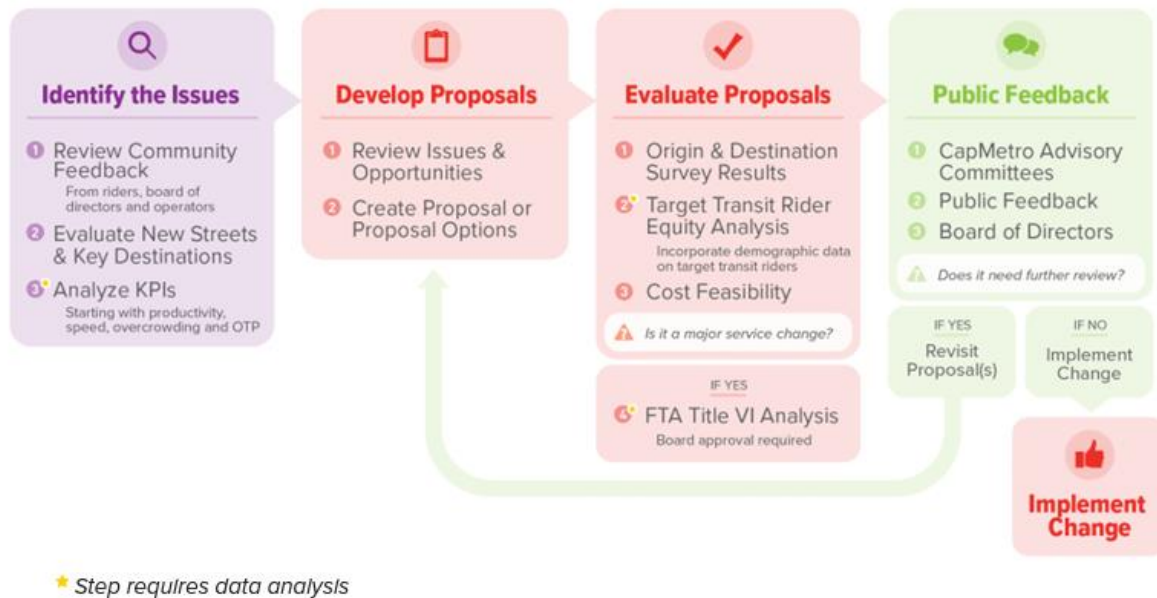 Identify the Issues
1 Review Community
Feedback
From riders, board of
directors and operators
2 Evaluate New Streets
& Key Destinations
3 Analyze KPIs
Starting with productivity,
speed, overcrowding and OTP
Develop Proposals
1 Review Issues &
Opportunities
2 Create Proposal or
Proposal Options
Evaluate Proposals
1 Origin & Destination
Survey Results
2 Target Transit Rider
Equity Analysis
Incorporate demographic data
on target transit riders
3 Cost Feasibility
? Is it a major service change?
IF YES
4 FTA Title VI Analysis
Board approval required
Public Feedback
1 CapMetro Advisory
Committees
2 Public Feedback
3 Board of Directors
? Does it need further review?
IF YES
Revisit
Proposal(s)
IF NO
Implement
Change
Implement
Change
Step requires data analysis